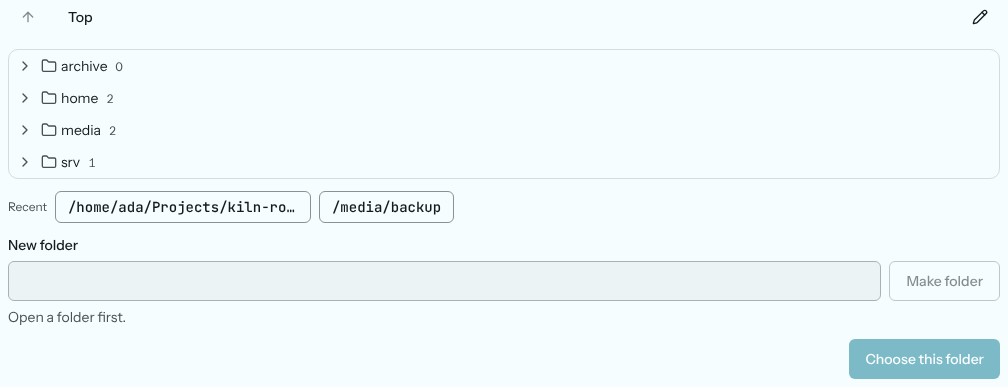 Top
archive 0
home 2
media 2
srv 1
Recent /home/ada/Projects/kiln-ro… /media/backup
New folder
Make folder
Open a folder first.
Choose this folder